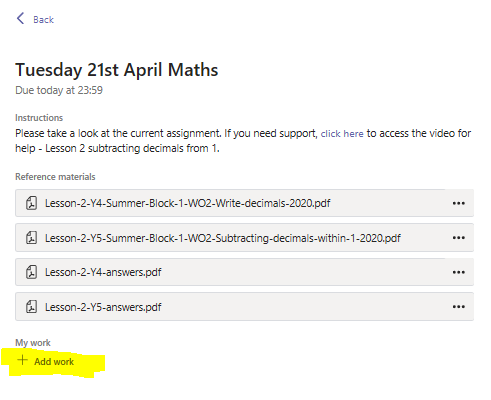 Back
Tuesday 21st April Maths
Due today at 23:59
Instructions
Please take a look at the current assignment. If you need support, click here to access the video for
help - Lesson 2 subtracting decimals from 1.
Reference materials
Lesson-2-Y4-Summer-Block-1-WO2-Write-decimals-2020.pdf
Lesson-2-Y5-Summer-Block-1-WO2-Subtracting-decimals-within-1-2020.pdf
Lesson-2-Y4-answers.pdf
Lesson-2-Y5-answers.pdf
My work
+ Add work